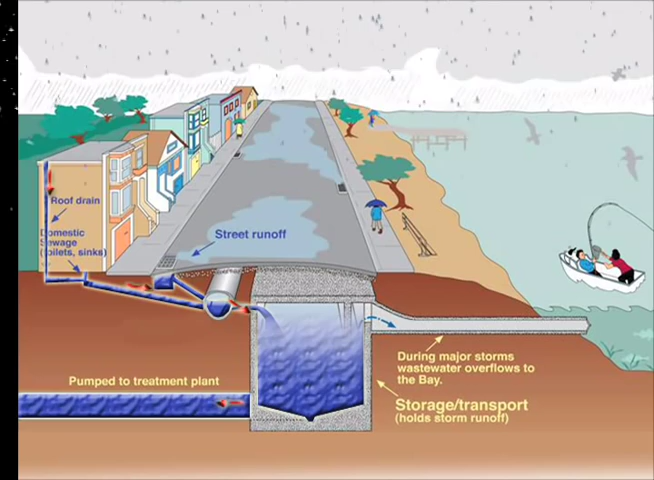 Roof drain
Domestic
Sewage
(toilets, sinks)
Street runoff
During major storms
wastewater overflows to
the Bay.
Pumped to treatment plant
Storage/transport
(holds storm runoff)